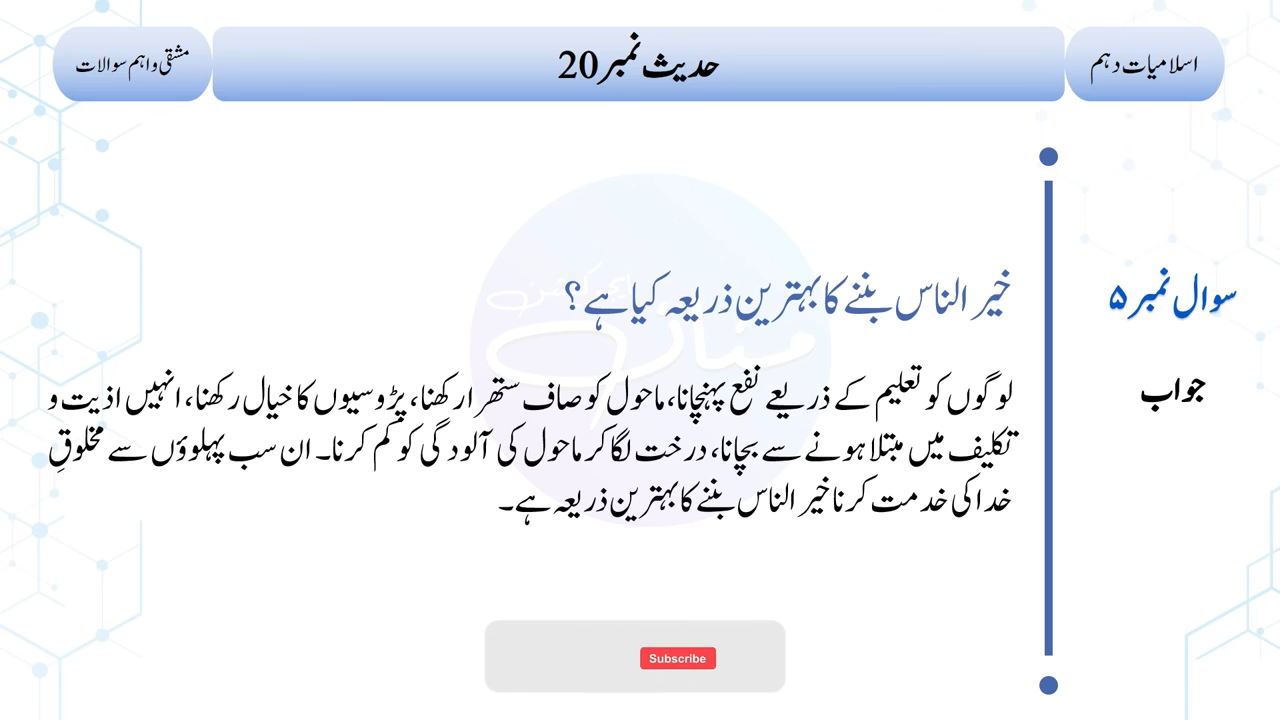 اسلامیات دہم
حدیث نمبر 20
مشقی و اہم سوالات
سوال نمبر ۵
خیر الناس بننے کا بہترین ذریعہ کیا ہے؟
جواب
لوگوں کو تعلیم کے ذریعے نفع پہنچانا، ماحول کو صاف ستھرا رکھنا، پڑوسیوں کا خیال رکھنا، انہیں اذیت و
تکلیف میں مبتلا ہونے سے بچانا، درخت لگا کر ماحول کی آلودگی کو کم کرنا۔ ان سب پہلوؤں سے مخلوقِ
خدا کی خدمت کرنا خیر الناس بننے کا بہترین ذریعہ ہے۔
Subscribe